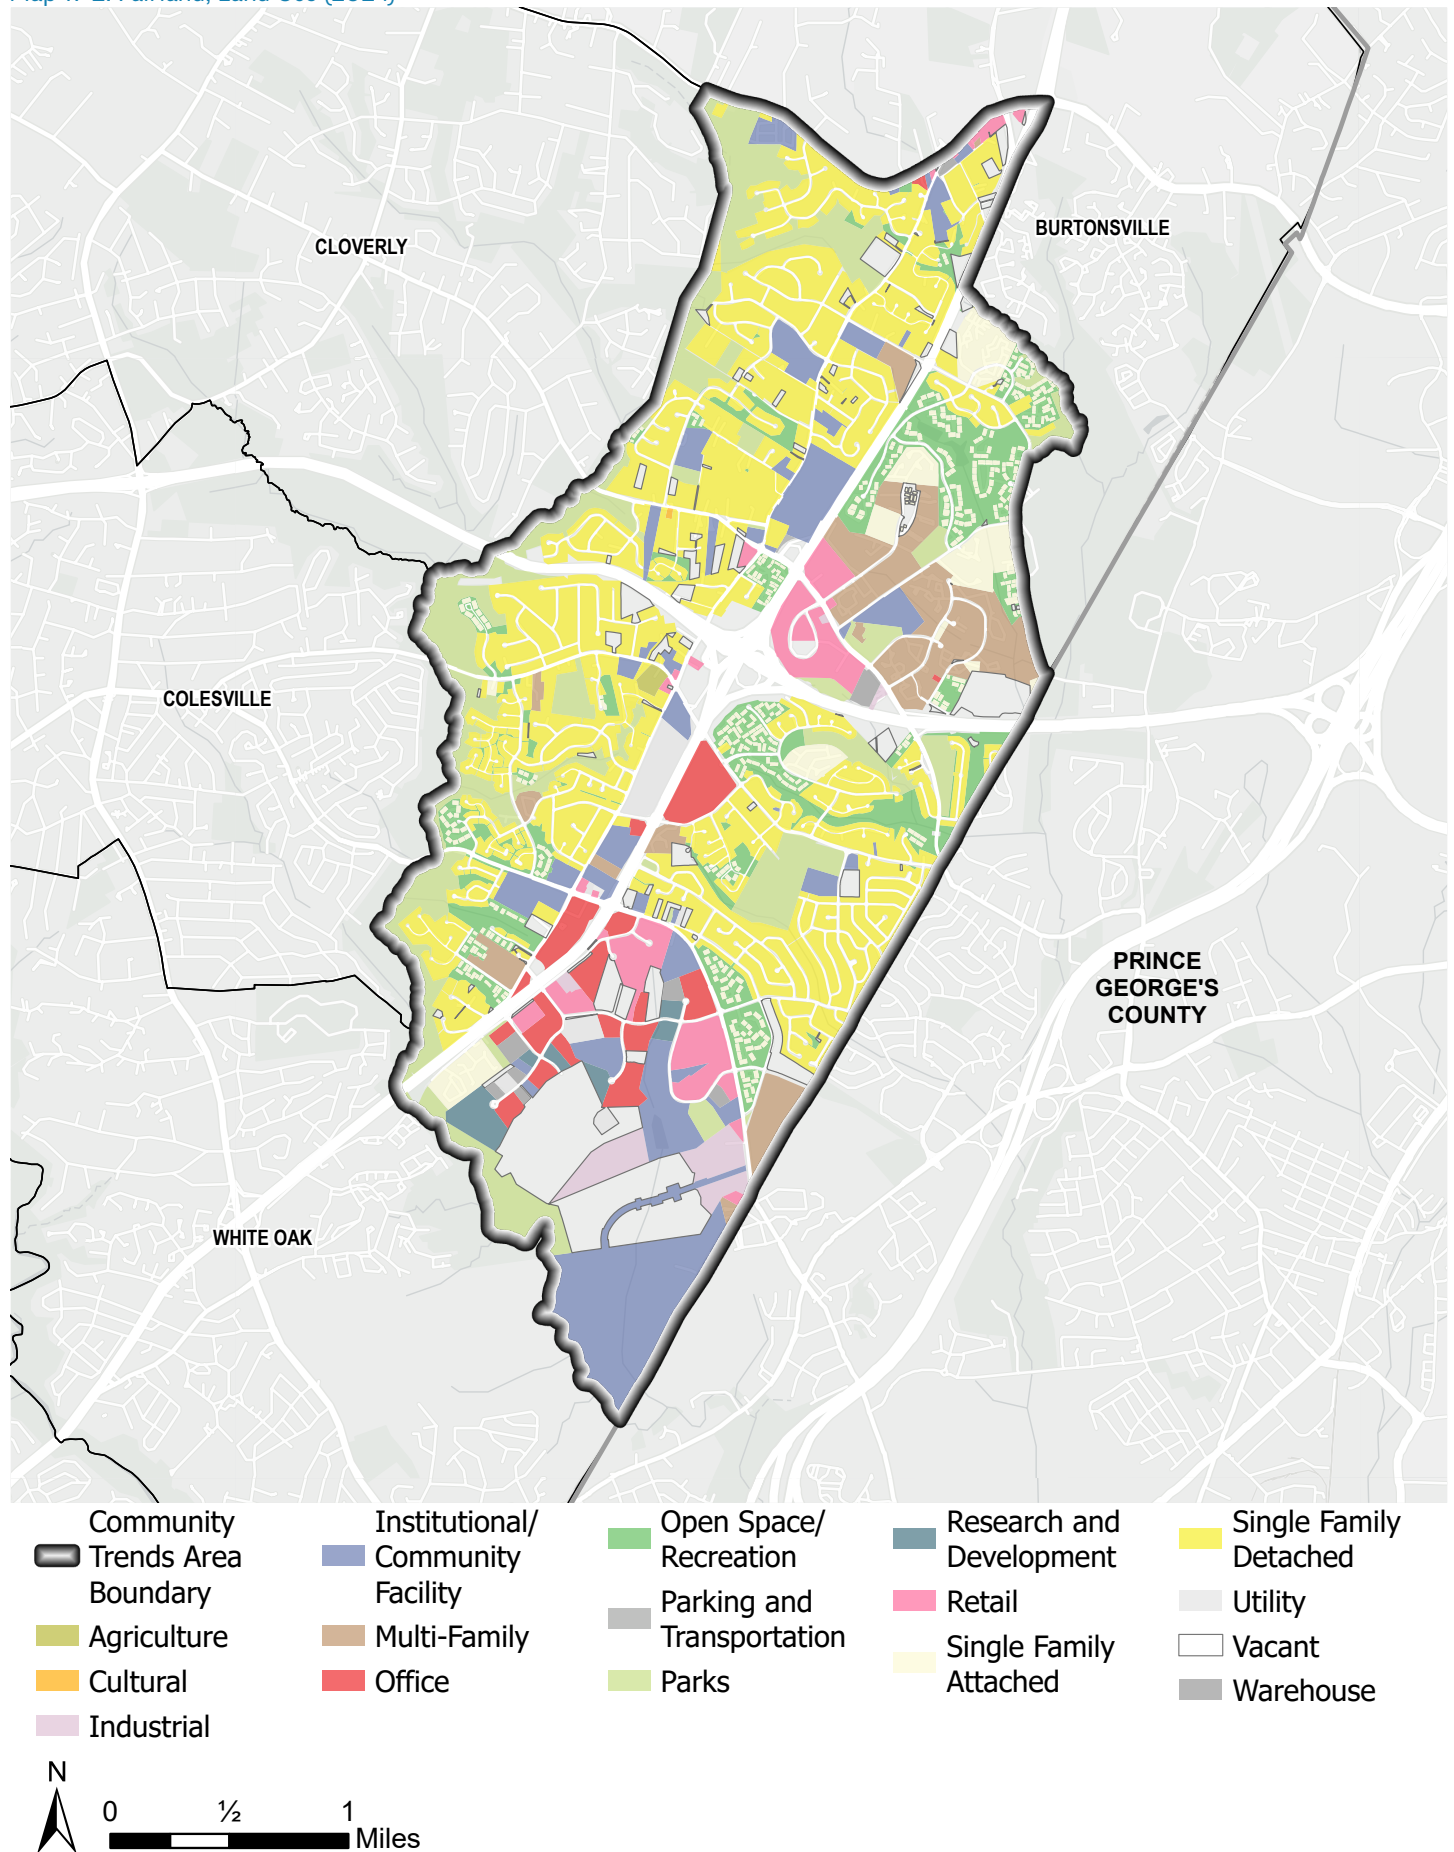 CLOVERLY
BURTONSVILLE
COLESVILLE
PRINCE
GEORGE'S
COUNTY
WHITE OAK
Community
Trends Area
Boundary
Agriculture
Cultural
Industrial
Institutional/
Community
Facility
Multi-Family
Office
Open Space/
Recreation
Parking and
Transportation
Parks
Research and
Development
Retail
Single Family
Attached
Single Family
Detached
Utility
Vacant
Warehouse
N
0 ½ 1
Miles